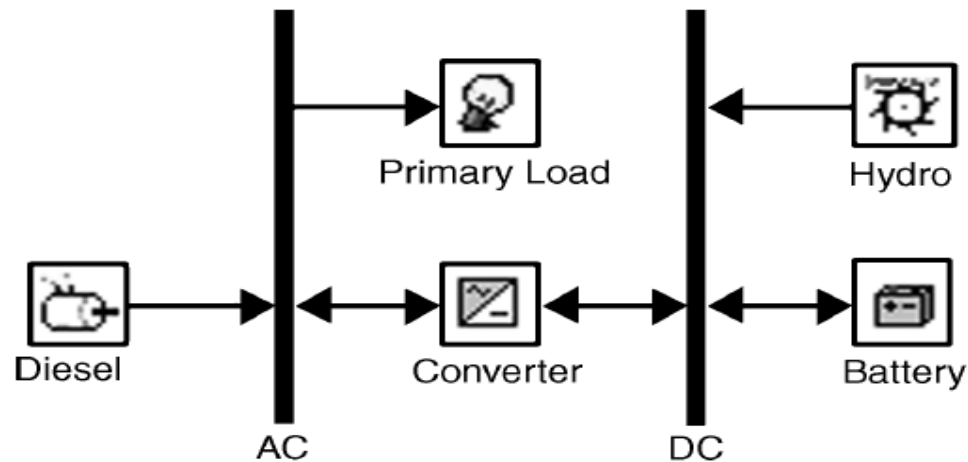 Primary Load
Hydro
Diesel
Converter
Battery
AC
DC